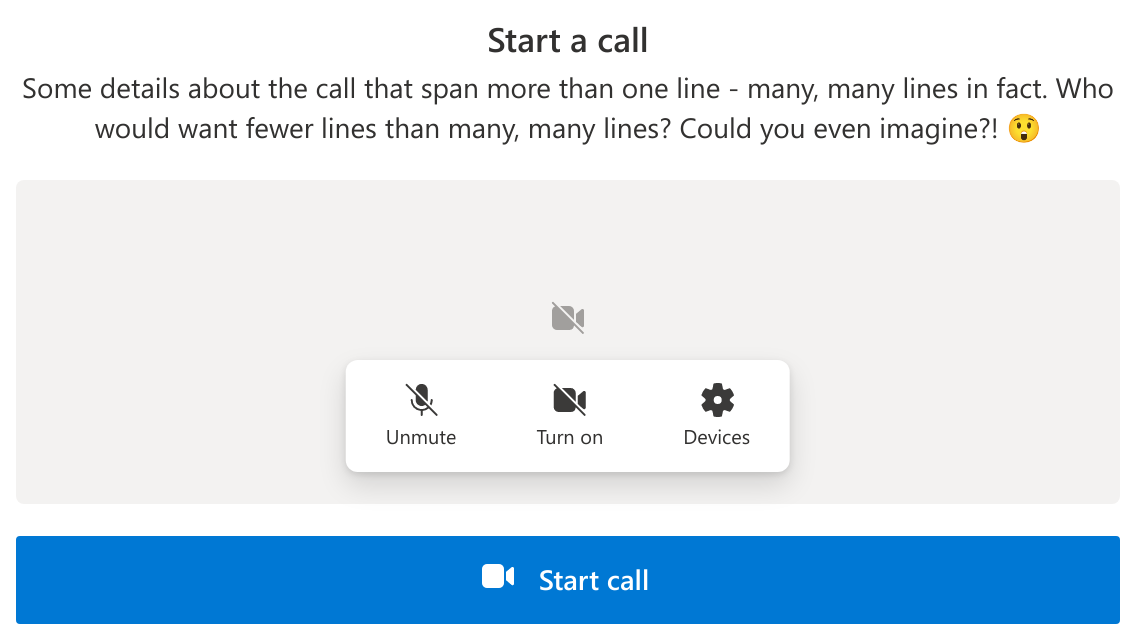 Start a call
Some details about the call that span more than one line - many, many lines in fact. Who
would want fewer lines than many, many lines? Could you even imagine?! 😲
Unmute
Turn on
Devices
Start call